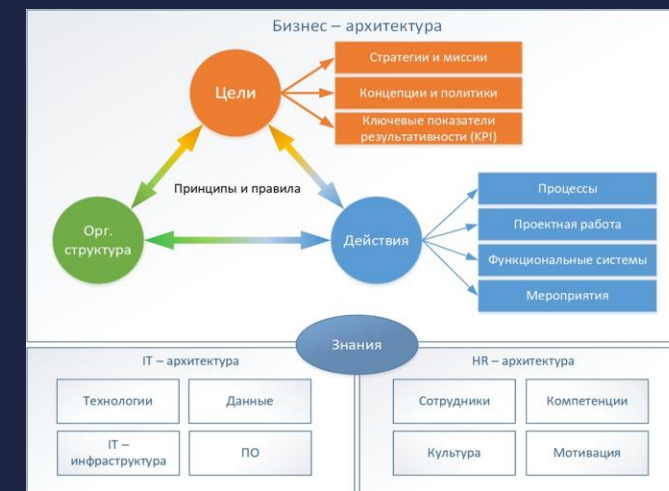 Бизнес – архитектура
Цели
Стратегии и миссии
Концепции и политики
Ключевые показатели
результативности (KPI)
Принципы и правила
Орг.
структура
Действия
Процессы
Проектная работа
Функциональные системы
Мероприятия
Знания
IT – архитектура
Технологии
Данные
IT –
инфраструктура
ПО
HR – архитектура
Сотрудники
Компетенции
Культура
Мотивация